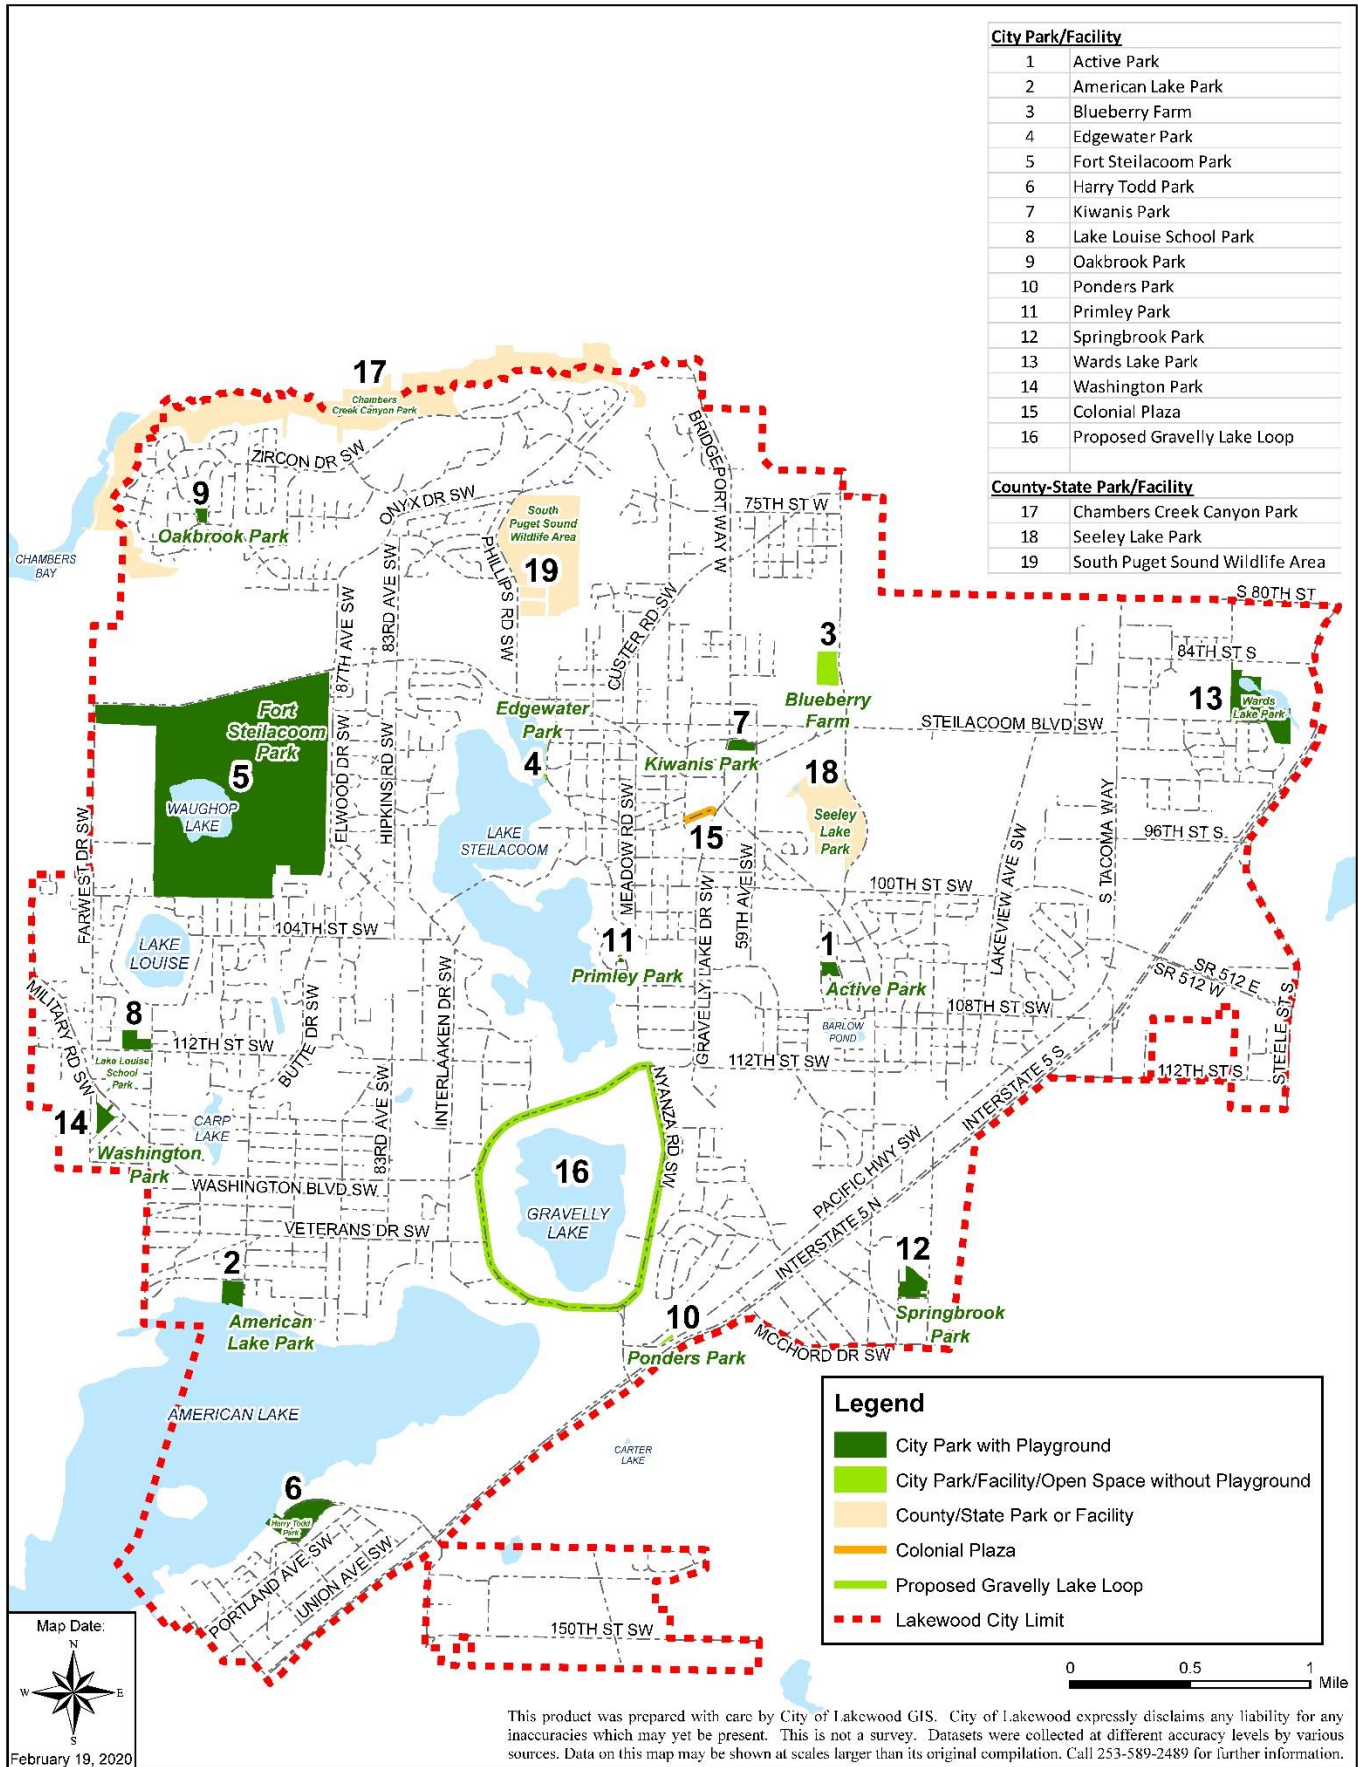 City Park/Facility
1 Active Park
2 American Lake Park
3 Blueberry Farm
4 Edgewater Park
5 Fort Steilacoom Park
6 Harry Todd Park
7 Kiwanis Park
8 Lake Louise School Park
9 Oakbrook Park
10 Ponders Park
11 Primley Park
12 Springbrook Park
13 Wards Lake Park
14 Washington Park
15 Colonial Plaza
16 Proposed Gravelly Lake Loop
County-State Park/Facility
17 Chambers Creek Canyon Park
18 Seeley Lake Park
19 South Puget Sound Wildlife Area
17
Chambers
Creek Canyon Park
ZIRCON DR SW
BRIDGEPORT WAY W
9
Oakbrook Park
ONYX DR SW
75TH ST W
South
Puget Sound
Wildlife Area
19
CHAMBERS
BAY
83RD AVE SW
PHILLIPS RD SW
87TH AVE SW
CUSTER RD SW
S 80TH ST
3
Blueberry
Farm
84TH ST S
13
Wards
Lake Park
Fort
Steilacoom
Park
5
WAUGHOP
LAKE
Edgewater
Park
4
7
Kiwanis Park
STEILACOOM BLVD SW
18
Seeley
Lake
Park
ELWOOD DR SW
HIPKINS RD SW
LAKE
STEILACOOM
MEADOW RD SW
15
FARWEST DR SW
59TH AVE SW
LAKEVIEW AVE SW
S TACOMA WAY
96TH ST S
100TH ST SW
104TH ST SW
LAKE
LOUISE
11
Primley Park
GRAVELLY LAKE DR SW
1
Active Park
SR 512 E
SR 512 W
MILITARY RD SW
8
Lake Louise
School
Park
112TH ST SW
BUTTE DR SW
INTERLAAKEN DR SW
108TH ST SW
BARLOW
POND
112TH ST SW
INTERSTATE 5 S
112TH ST S
STEELE ST S
14
Washington
Park
CARP
LAKE
83RD AVE SW
NYANZA RD SW
16
GRAVELLY
LAKE
PACIFIC HWY SW
WASHINGTON BLVD SW
VETERANS DR SW
INTERSTATE 5 N
2
American
Lake Park
12
Springbrook
Park
10
Ponders Park
MCCHORD DR SW
AMERICAN LAKE
CARTER
LAKE
6
Harry Todd
Park
PORTLAND AVE SW
UNION AVE SW
150TH ST SW
Legend
City Park with Playground
City Park/Facility/Open Space without Playground
County/State Park or Facility
Colonial Plaza
Proposed Gravelly Lake Loop
Lakewood City Limit
Map Date:
N
W E
S
February 19, 2020
0 0.5 1
Mile
This product was prepared with care by City of Lakewood GIS. City of Lakewood expressly disclaims any liability for any
inaccuracies which may yet be present. This is not a survey. Datasets were collected at different accuracy levels by various
sources. Data on this map may be shown at scales larger than its original compilation. Call 253-589-2489 for further information.